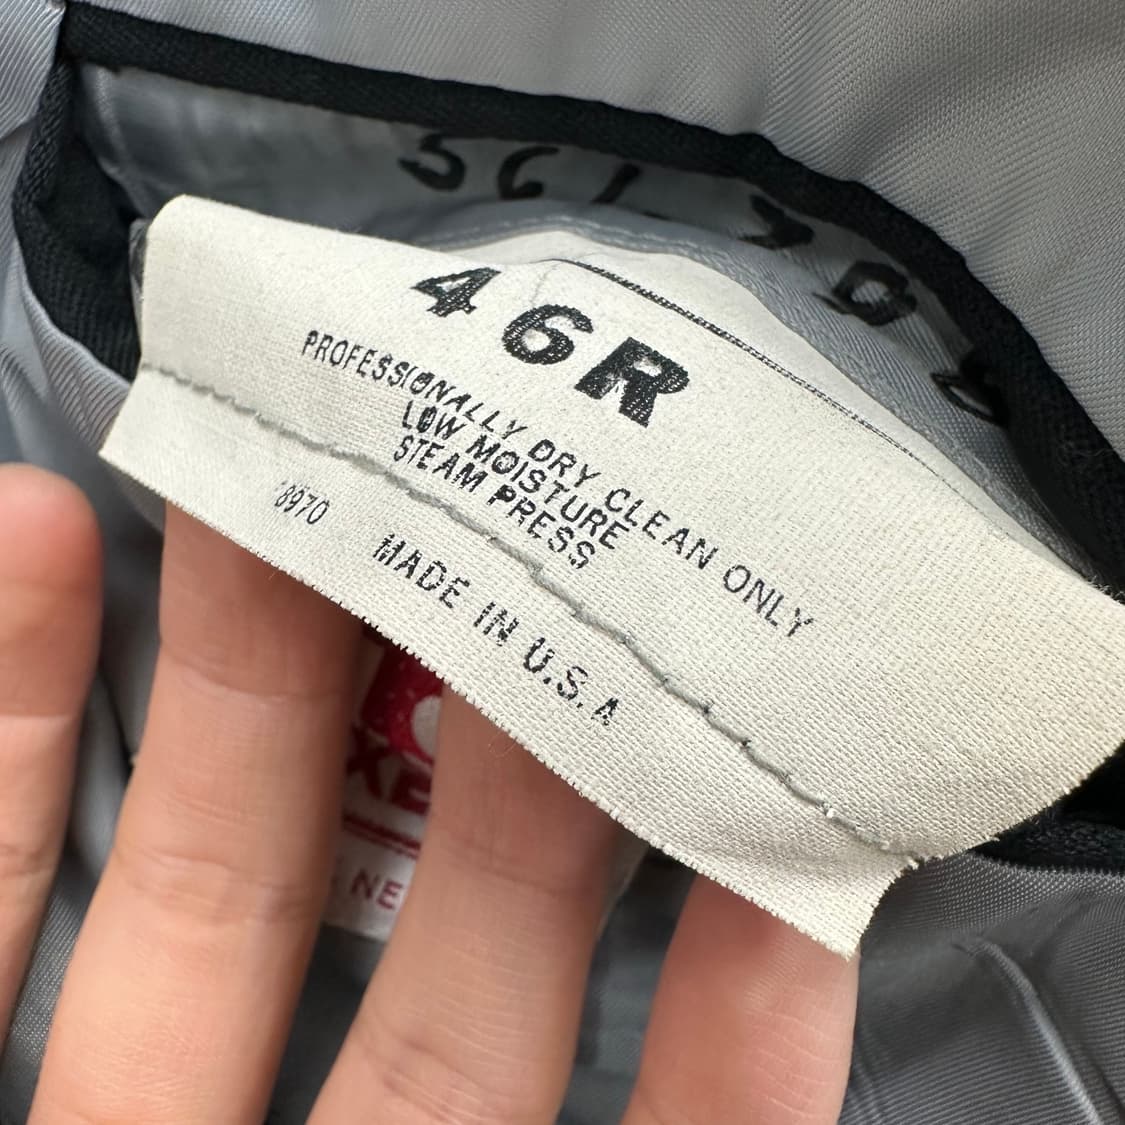 46R
PROFESSIONALLY DRY CLEAN ONLY
LOW MOISTURE
STEAM PRESS
8970
MADE IN U.S.A